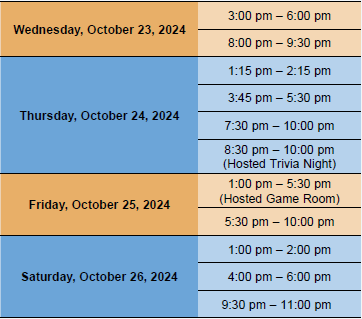 Wednesday, October 23, 2024
3:00 pm – 6:00 pm
8:00 pm – 9:30 pm
Thursday, October 24, 2024
1:15 pm – 2:15 pm
3:45 pm – 5:30 pm
7:30 pm – 10:00 pm
8:30 pm – 10:00 pm
(Hosted Trivia Night)
Friday, October 25, 2024
1:00 pm – 5:30 pm
(Hosted Game Room)
5:30 pm – 10:00 pm
Saturday, October 26, 2024
1:00 pm – 2:00 pm
4:00 pm – 6:00 pm
9:30 pm – 11:00 pm